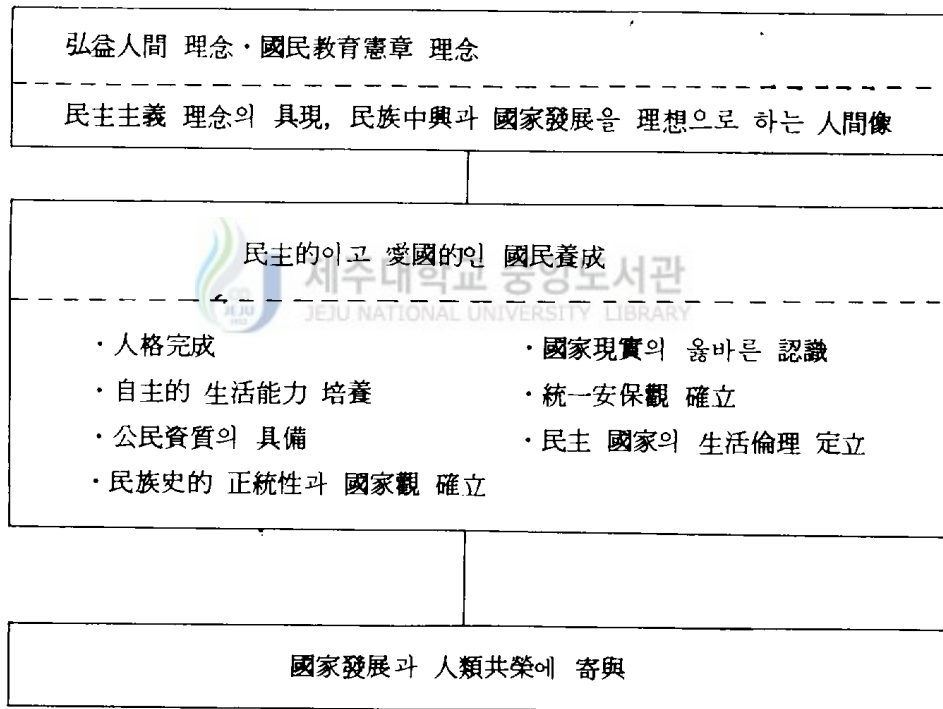 弘益人間 理念·國民教育憲章 理念
民主主義 理念의 具現, 民族中興과 國家發展을 理想으로 하는 人間像
民主的이고 愛國的인 國民養成
제주대학교 중앙도서관
JEJU NATIONAL UNIVERSITY LIBRARY
JEJU
1952
·人格完成
·自主的 生活能力 培養
·公民資質의 具備
·民族史的 正統性과 國家觀 確立
·國家現實의 옳바른 認識
·統一安保觀 確立
·民主 國家의 生活倫理 定立
國家發展과 人類共榮에 寄與